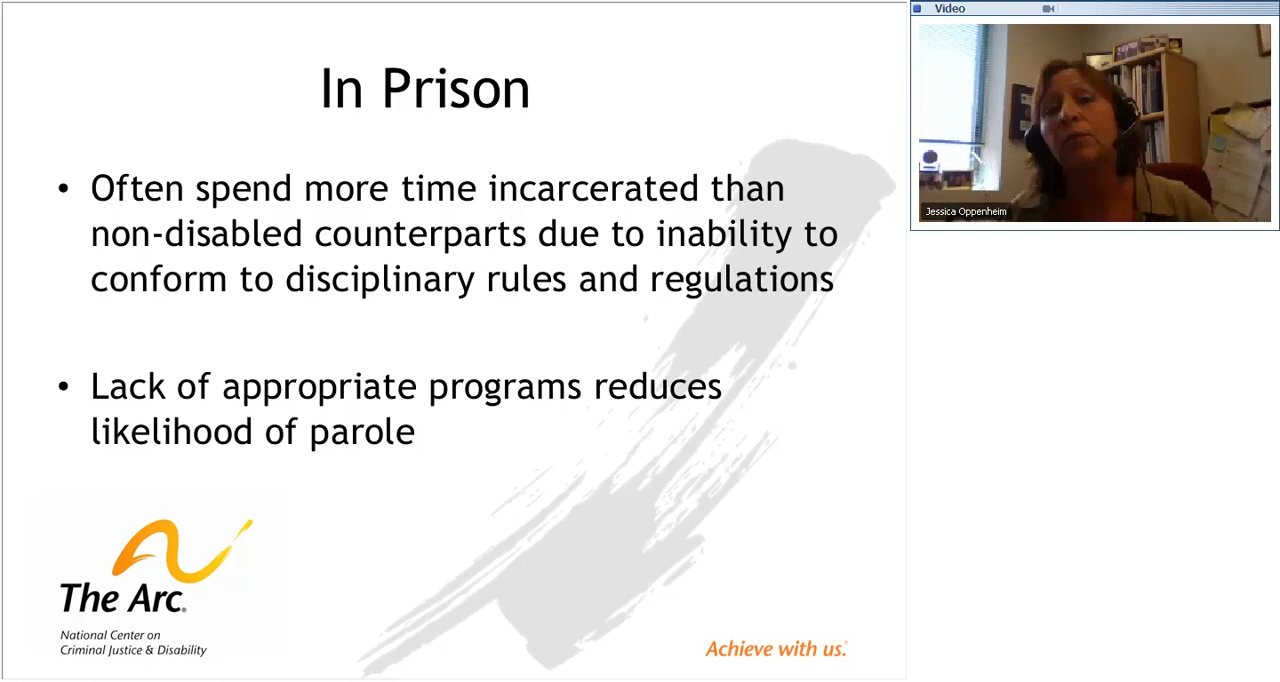 In Prison
• Often spend more time incarcerated than
non-disabled counterparts due to inability to
conform to disciplinary rules and regulations
• Lack of appropriate programs reduces
likelihood of parole
The Arc®
National Center on
Criminal Justice & Disability
Achieve with us.®
Video
Jessica Oppenheim